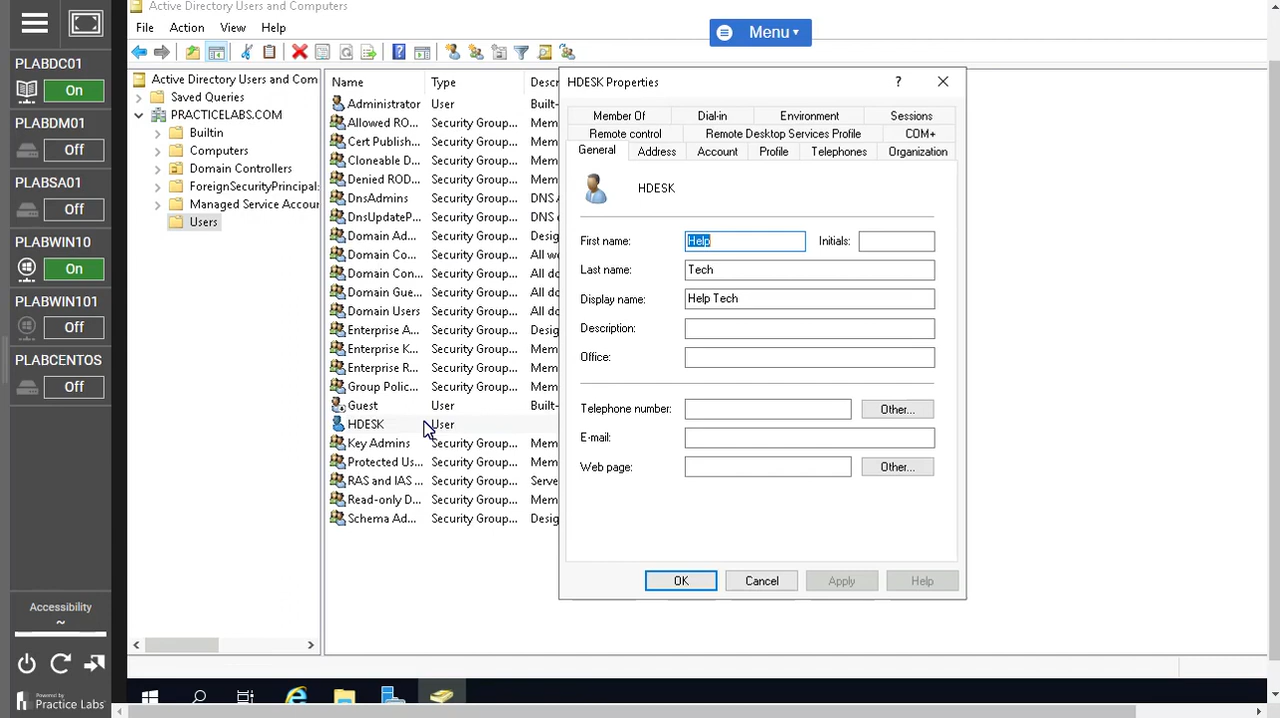 Active Directory Users and Computers
File Action View Help
Menu
PLABDC01
On
PLABDM01
Off
PLABSA01
Off
PLABWIN10
On
PLABWIN101
Off
PLABCENTOS
Off
Accessibility
~
Powered by
Practice Labs
Active Directory Users and Com
Saved Queries
PRACTICELABS.COM
Builtin
Computers
Domain Controllers
ForeignSecurityPrincipal:
Managed Service Accour
Users
Name Type Descr
Administrator User Built-
Allowed RO... Security Group... Mem
Cert Publish... Security Group... Mem
Cloneable D... Security Group... Mem
Denied ROD... Security Group... Mem
DnsAdmins Security Group... DNS A
DnsUpdateP... Security Group... DNS c
Domain Ad... Security Group... Desig
Domain Co... Security Group... All wo
Domain Con... Security Group... All do
Domain Gue... Security Group... All do
Domain Users Security Group... All do
Enterprise A... Security Group... Desig
Enterprise K... Security Group... Mem
Enterprise R... Security Group... Mem
Group Polic... Security Group... Mem
Guest User Built-
HDESK User
Key Admins Security Group... Mem
Protected Us... Security Group... Mem
RAS and IAS ... Security Group... Serve
Read-only D... Security Group... Mem
Schema Ad... Security Group... Desig
HDESK Properties ? 
Member Of Dial-in Environment Sessions
Remote control Remote Desktop Services Profile COM+
General Address Account Profile Telephones Organization
HDESK
First name: Help Initials:
Last name: Tech
Display name: Help Tech
Description:
Office:
Telephone number: Other...
E-mail:
Web page: Other...
OK Cancel Apply Help